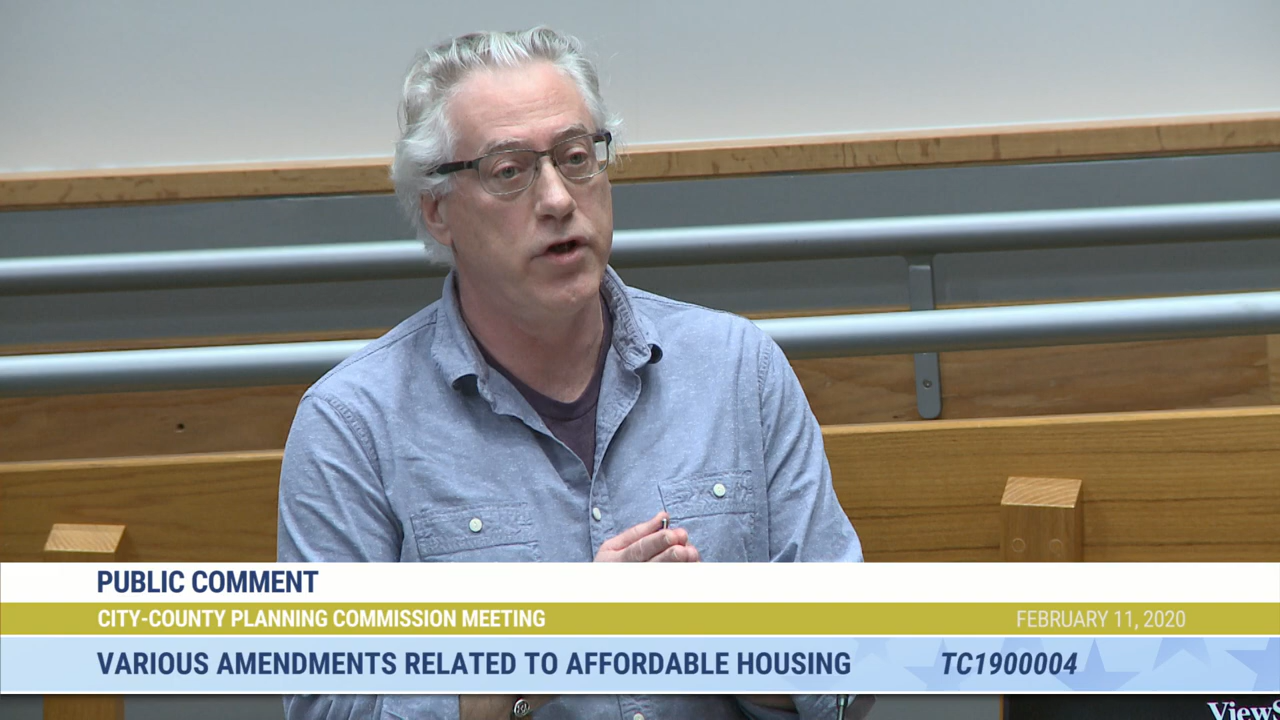 PUBLIC COMMENT
CITY-COUNTY PLANNING COMMISSION MEETING FEBRUARY 11, 2020
VARIOUS AMENDMENTS RELATED TO AFFORDABLE HOUSING TC1900004